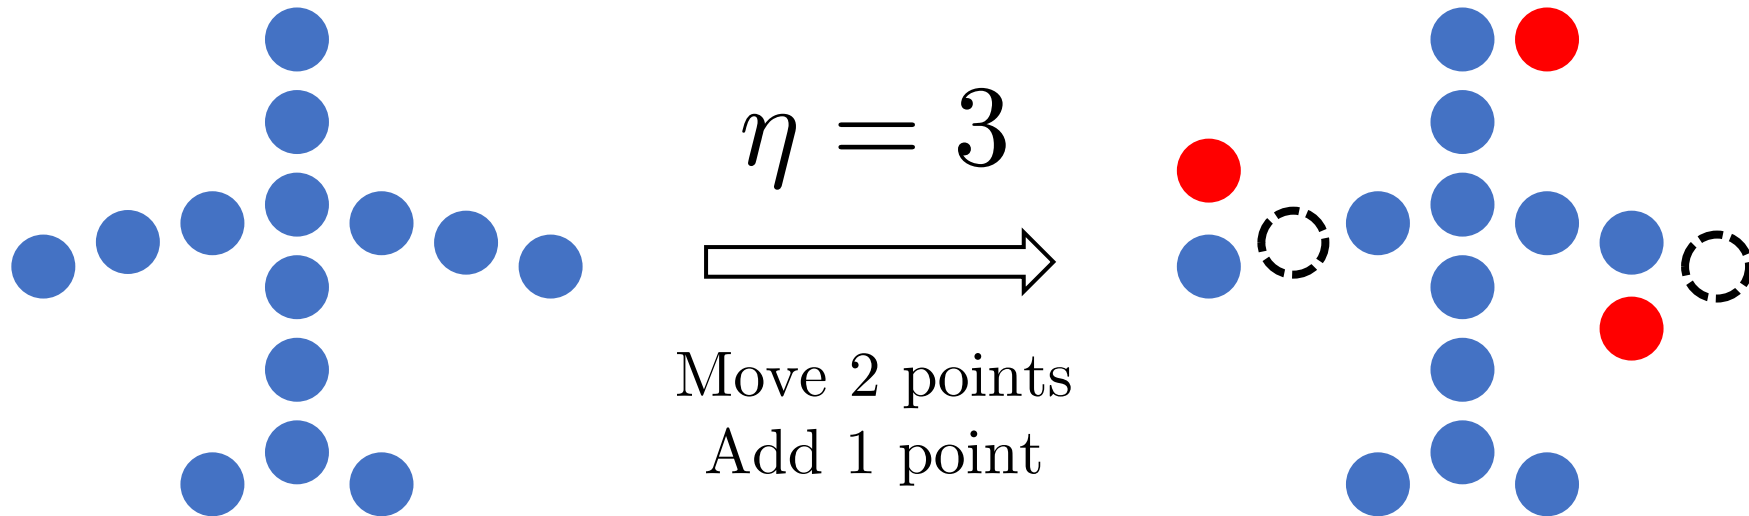 η = 3
Move 2 points
Add 1 point